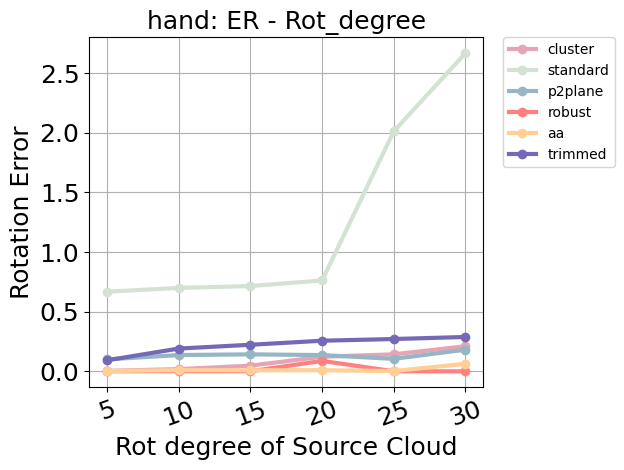 hand: ER - Rot_degree
Rotation Error
2.5
2.0
1.5
1.0
0.5
0.0
5
10
15
20
25
30
Rot degree of Source Cloud
cluster
standard
p2plane
robust
aa
trimmed